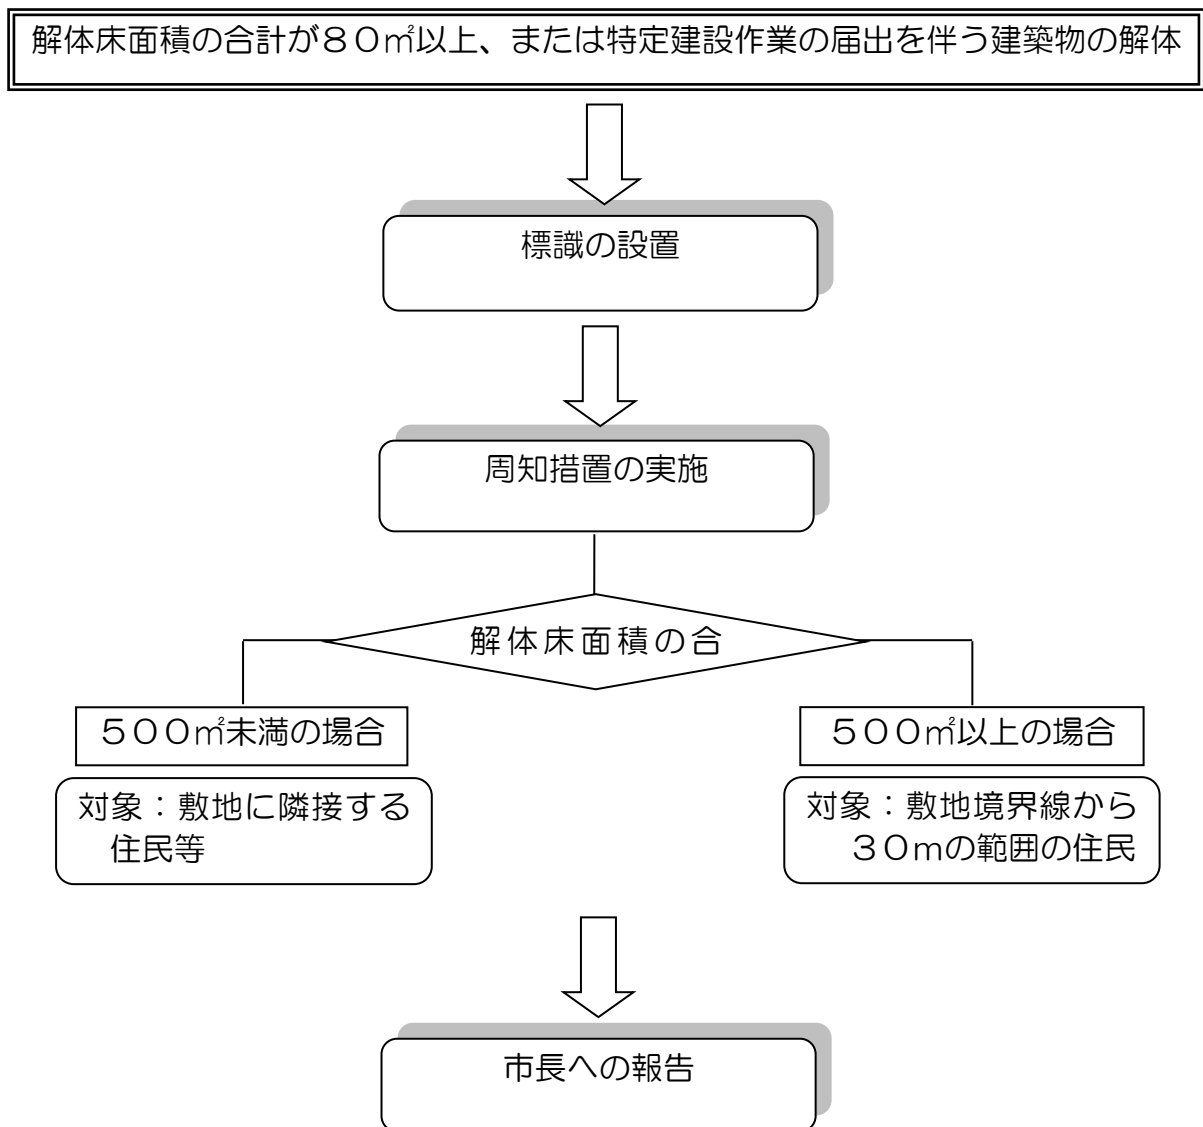 解体床面積の合計が８０㎡以上、または特定建設作業の届出を伴う建築物の解体
標識の設置
周知措置の実施
解体床面積の合
５００㎡未満の場合
５００㎡以上の場合
対象：敷地に隣接する
住民等
対象：敷地境界線から
３０ｍの範囲の住民
市長への報告